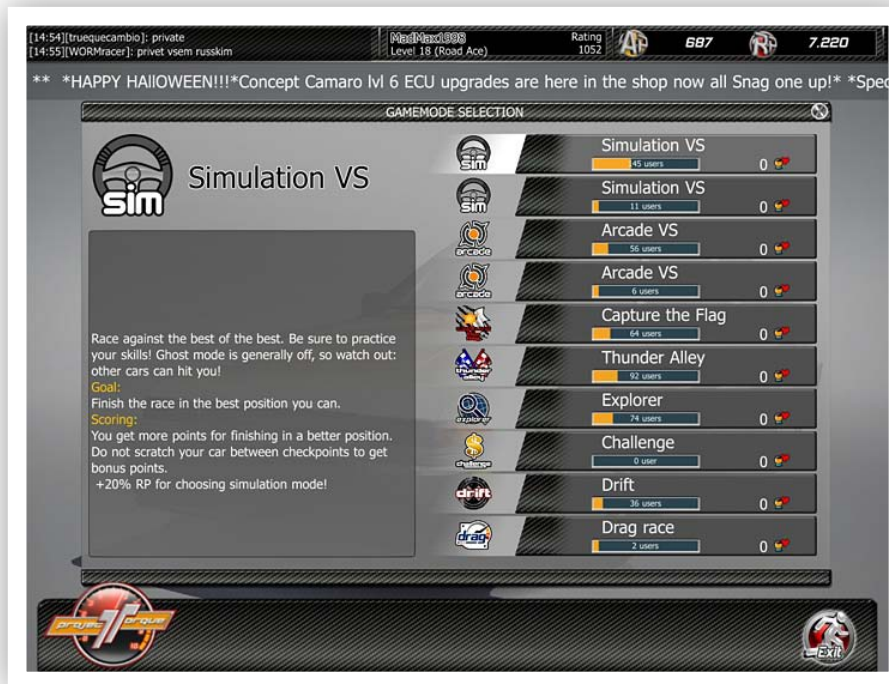 [14:54][truequecambio]: private
[14:55][WORMracer]: privet vsem russkim
MadMax1998
Level 18 (Road Ace)
Rating
1052
AP
687
RP
7.220
** *HAPPY HAllOWEEN!!!*Concept Camaro lvl 6 ECU upgrades are here in the shop now all Snag one up!* *Spec
GAMEMODE SELECTION
sim
Simulation VS
Race against the best of the best. Be sure to practice
your skills! Ghost mode is generally off, so watch out:
other cars can hit you!
Goal:
Finish the race in the best position you can.
Scoring:
You get more points for finishing in a better position.
Do not scratch your car between checkpoints to get
bonus points.
+20% RP for choosing simulation mode!
sim
Simulation VS
45 users
0
sim
Simulation VS
11 users
0
arcade
Arcade VS
56 users
0
arcade
Arcade VS
6 users
0
Capture the Flag
64 users
0
thunder alley
Thunder Alley
92 users
0
explorer
Explorer
74 users
0
challenge
Challenge
0 user
0
drift
Drift
36 users
0
drag
Drag race
2 users
0
project torque
Exit